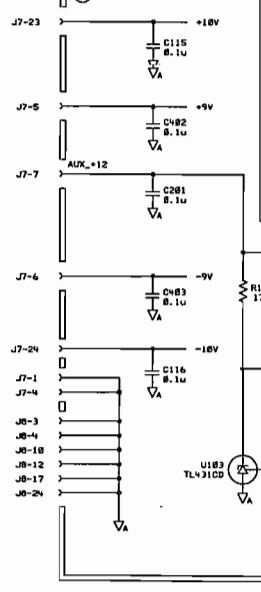 J7-23 +10V
C115
0.1u
A
J7-5 +9V
C402
0.1u
A
AUX_+12
J7-7
C201
0.1u
A
J7-6 -9V
C403
0.1u
A
R1
17
J7-24 -10V
C116
0.1u
A
J7-1
J7-4
J8-3
J8-4
J8-10
J8-12
J8-17
J8-24
U103
TL431CD
A
A